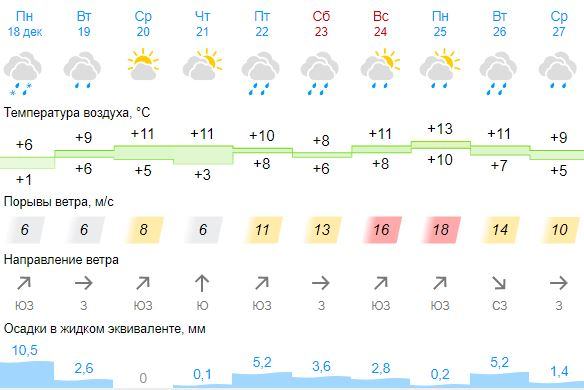 Пн Вт Ср Чт Пт Сб Вс Пн Вт Ср
18 дек 19 20 21 22 23 24 25 26 27
Температура воздуха, °C
+6 +9 +11 +11 +10 +8 +11 +13 +11 +9
+1 +6 +5 +3 +8 +6 +8 +10 +7 +5
Порывы ветра, м/с
6 6 8 6 11 13 16 18 14 10
Направление ветра
ЮЗ З ЮЗ Ю ЮЗ З ЮЗ ЮЗ СЗ З
Осадки в жидком эквиваленте, мм
10,5 2,6 0 0,1 5,2 3,6 2,8 0,2 5,2 1,4